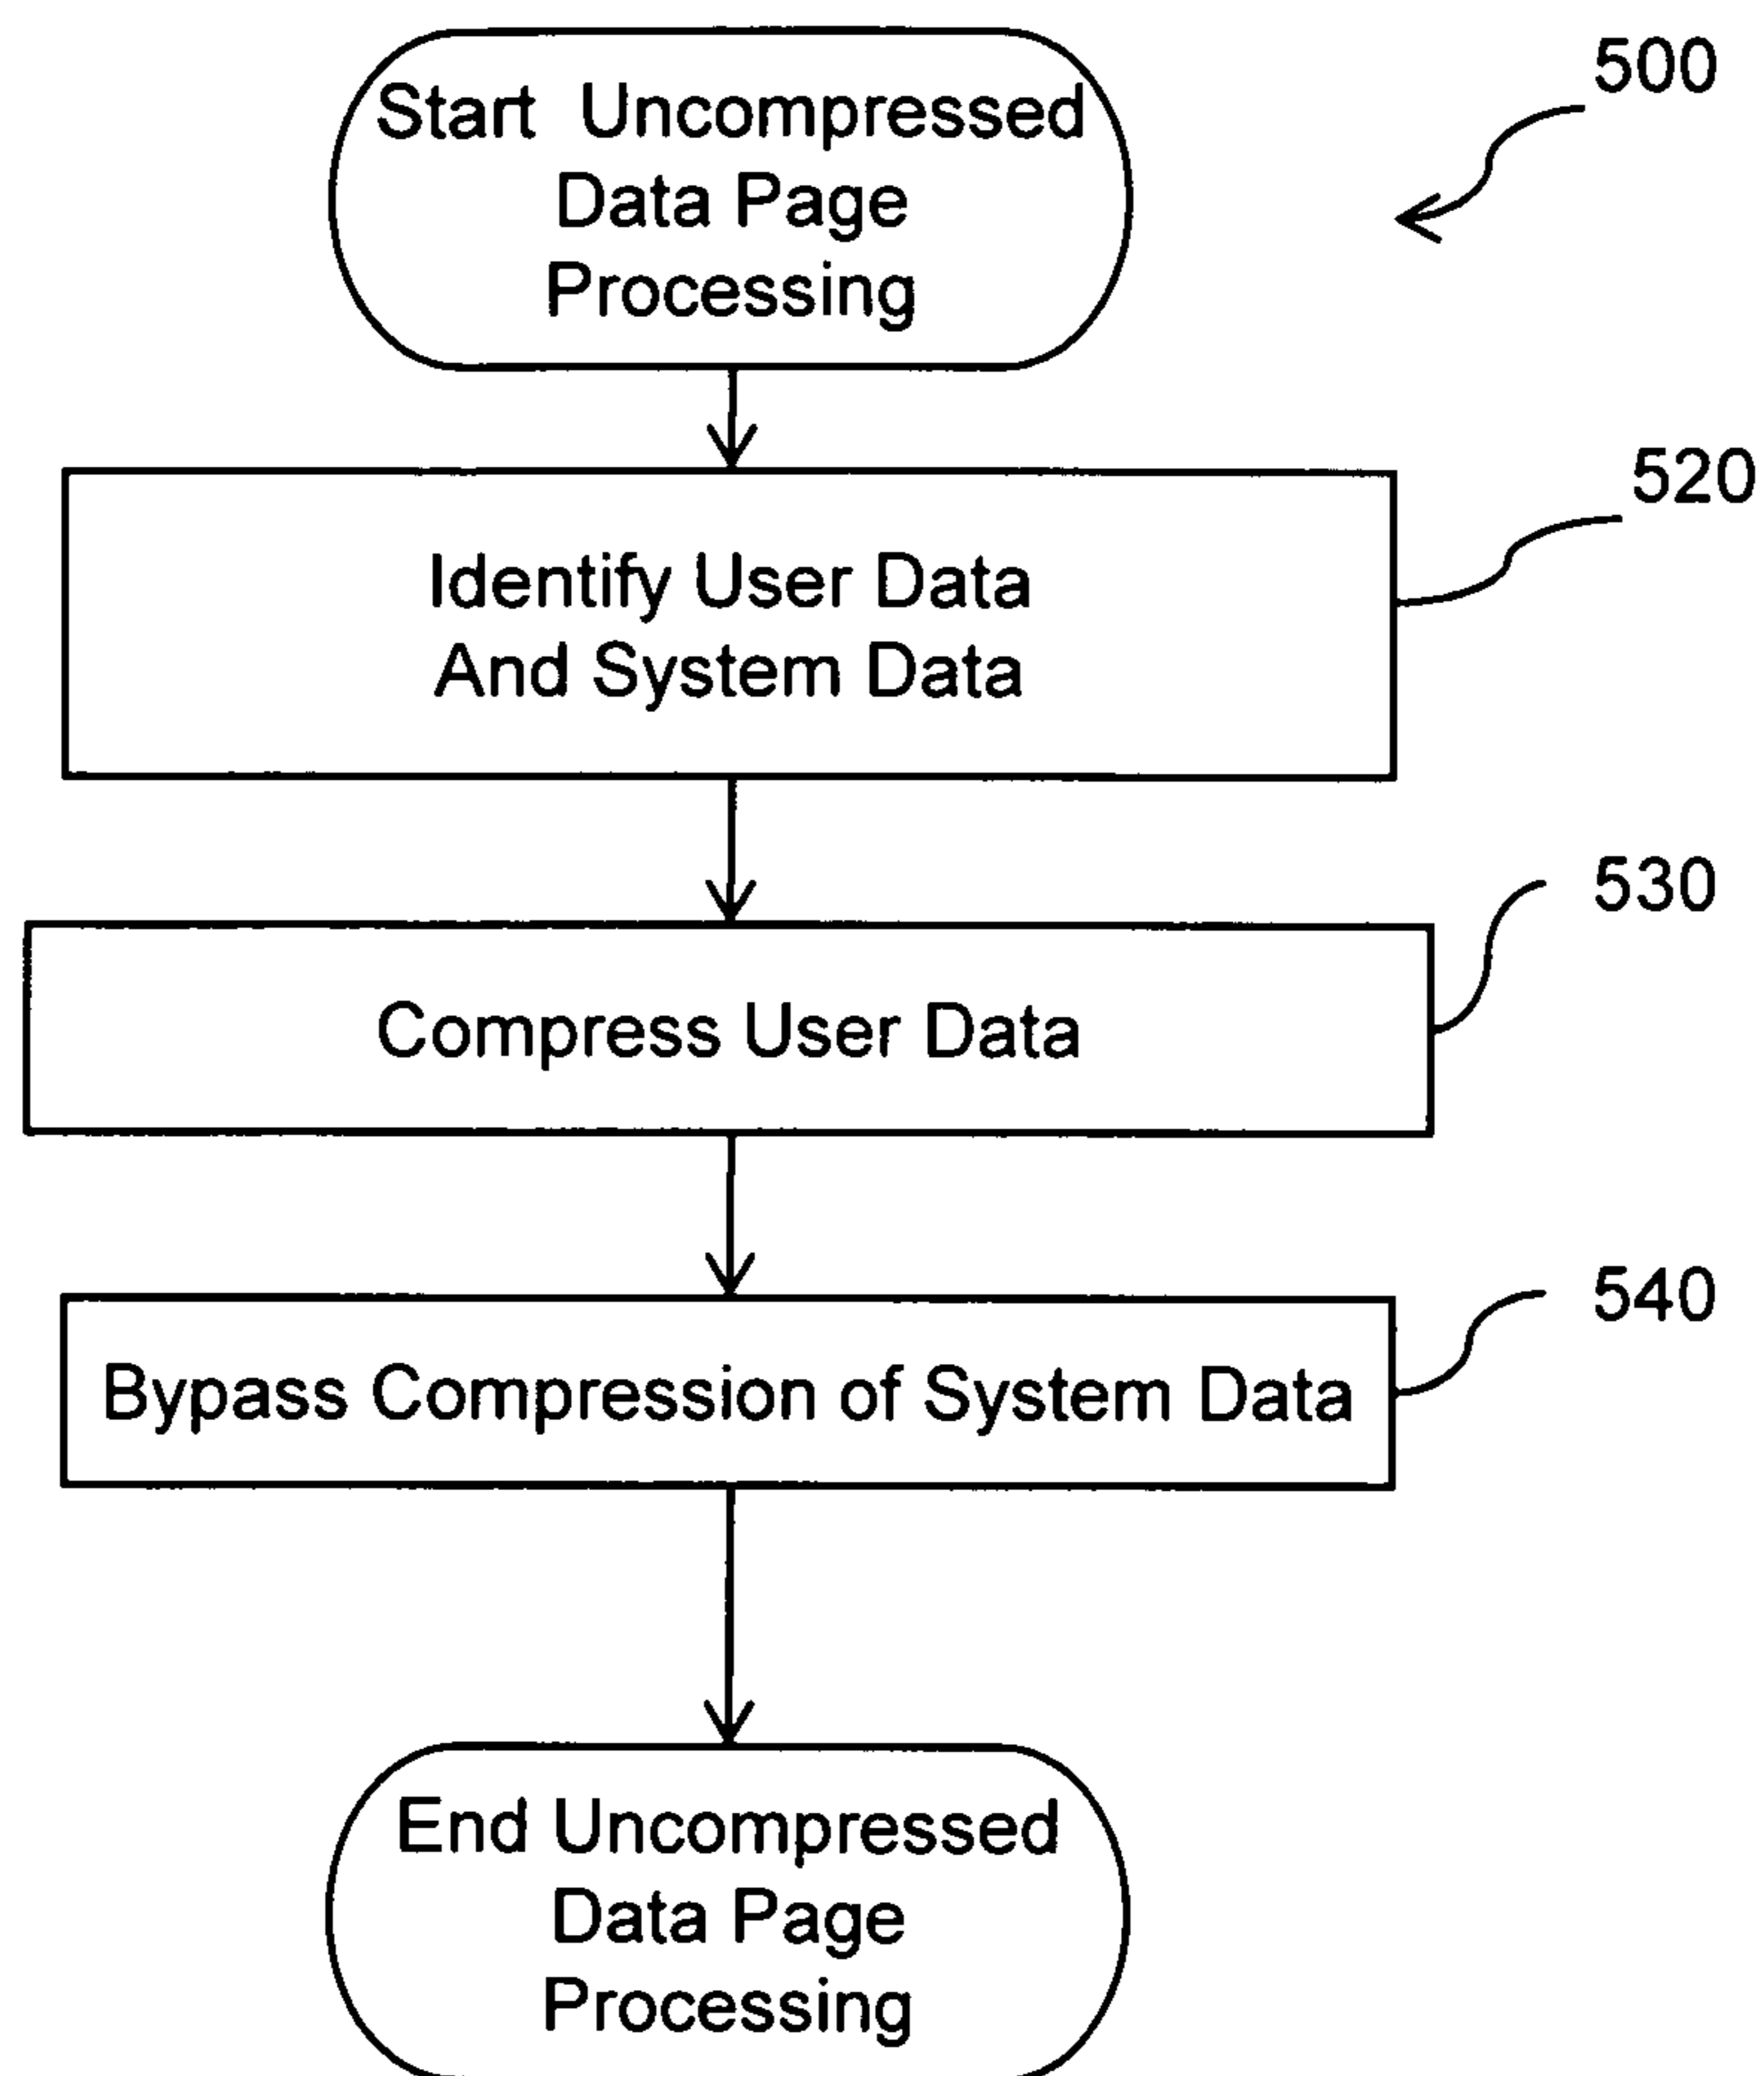 Start Uncompressed
Data Page
Processing
500
Identify User Data
And System Data
520
Compress User Data
530
Bypass Compression of System Data
540
End Uncompressed
Data Page
Processing